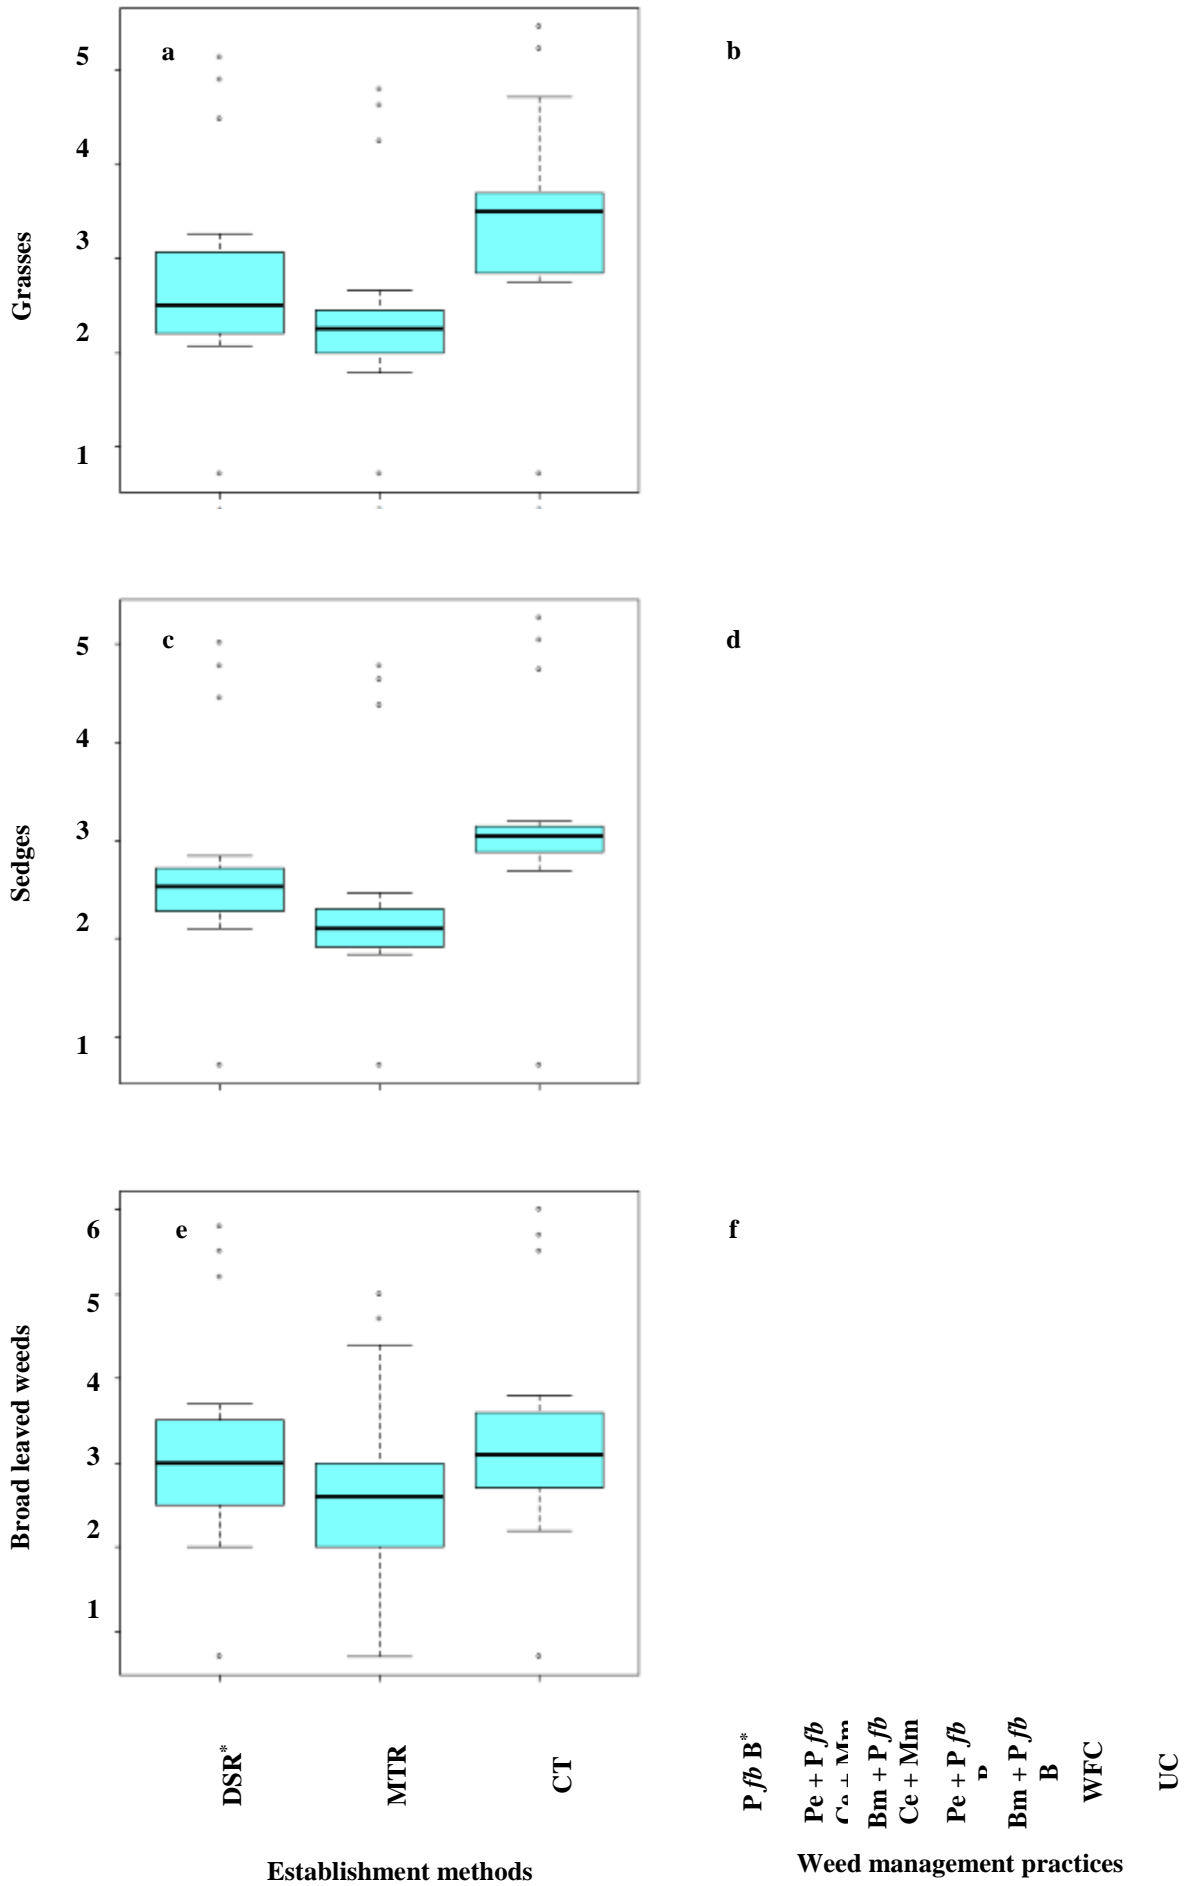 a
b
5
4
3
2
1
Grasses
c
d
5
4
3
2
1
Sedges
e
f
6
5
4
3
2
1
Broad leaved weeds
DSR*
MTR
CT
P fb B*
Pe + P fb
Ce + Mm
Bm + P fb
Ce + Mm
Pe + P fb
Bm + P fb
B
WFC
UC
Establishment methods
Weed management practices